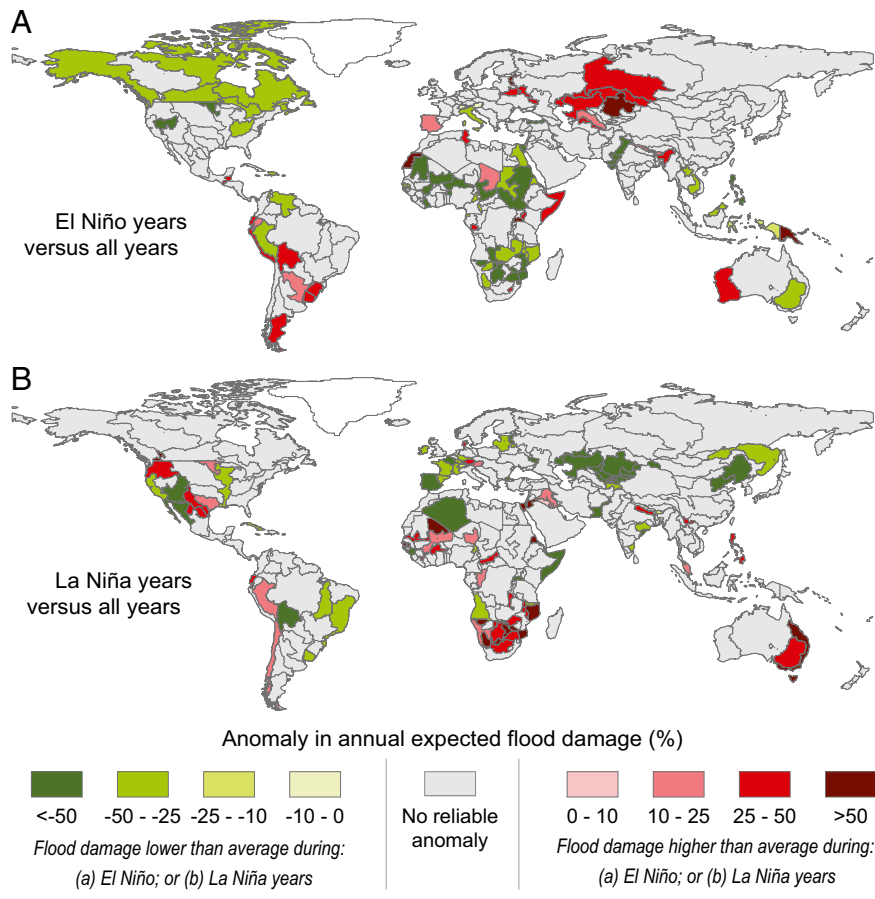 A
El Niño years
versus all years
B
La Niña years
versus all years
Anomaly in annual expected flood damage (%)
<-50 -50 - -25 -25 - -10 -10 - 0 No reliable anomaly 0 - 10 10 - 25 25 - 50 >50
Flood damage lower than average during:
(a) El Niño; or (b) La Niña years
Flood damage higher than average during:
(a) El Niño; or (b) La Niña years